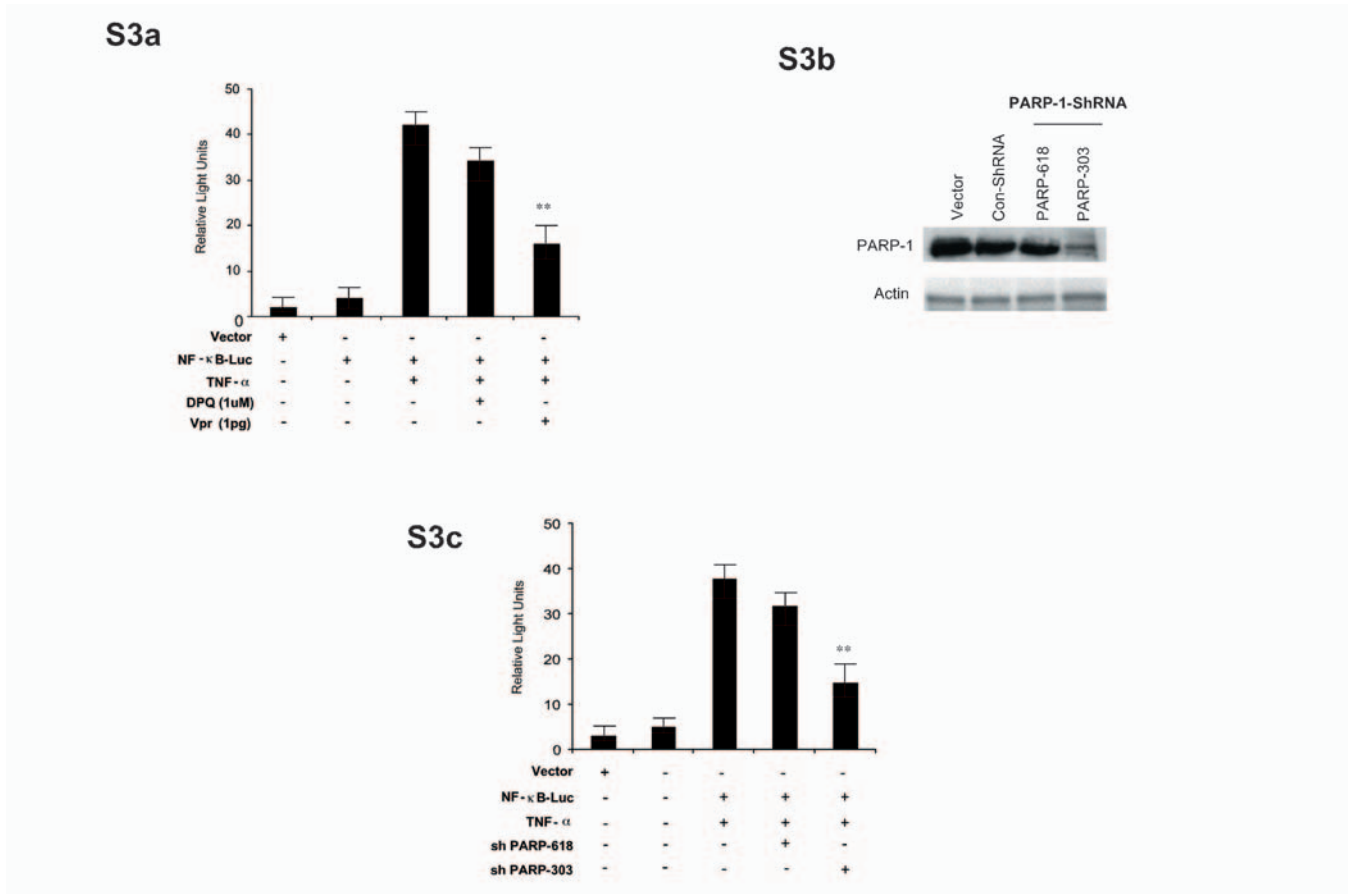 S3a
50
40
30
20
10
0
Relative Light Units
**
Vector + - - - -
NF-κB-Luc - + + + +
TNF-α - - + + +
DPQ (1uM) - - - + -
Vpr (1pg) - - - - +
S3b
PARP-1-ShRNA
Vector
Con-ShRNA
PARP-618
PARP-303
PARP-1
Actin
S3c
50
40
30
20
10
0
Relative Light Units
**
Vector + - - - -
NF-κB-Luc - - + + +
TNF-α - - + + +
sh PARP-618 - - - + -
sh PARP-303 - - - - +